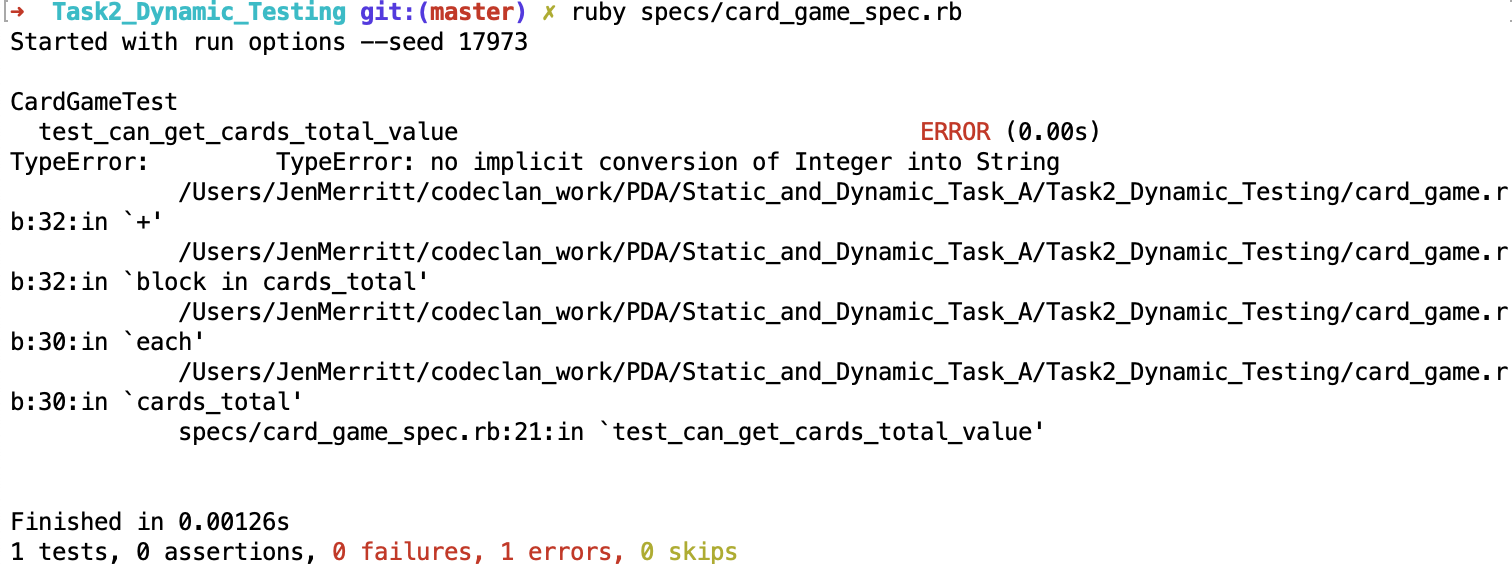 → Task2_Dynamic_Testing git:(master) ✗ ruby specs/card_game_spec.rb
Started with run options --seed 17973
CardGameTest
test_can_get_cards_total_value ERROR (0.00s)
TypeError: TypeError: no implicit conversion of Integer into String
/Users/JenMerritt/codeclan_work/PDA/Static_and_Dynamic_Task_A/Task2_Dynamic_Testing/card_game.r
b:32:in `+'
/Users/JenMerritt/codeclan_work/PDA/Static_and_Dynamic_Task_A/Task2_Dynamic_Testing/card_game.r
b:32:in `block in cards_total'
/Users/JenMerritt/codeclan_work/PDA/Static_and_Dynamic_Task_A/Task2_Dynamic_Testing/card_game.r
b:30:in `each'
/Users/JenMerritt/codeclan_work/PDA/Static_and_Dynamic_Task_A/Task2_Dynamic_Testing/card_game.r
b:30:in `cards_total'
specs/card_game_spec.rb:21:in `test_can_get_cards_total_value'
Finished in 0.00126s
1 tests, 0 assertions, 0 failures, 1 errors, 0 skips